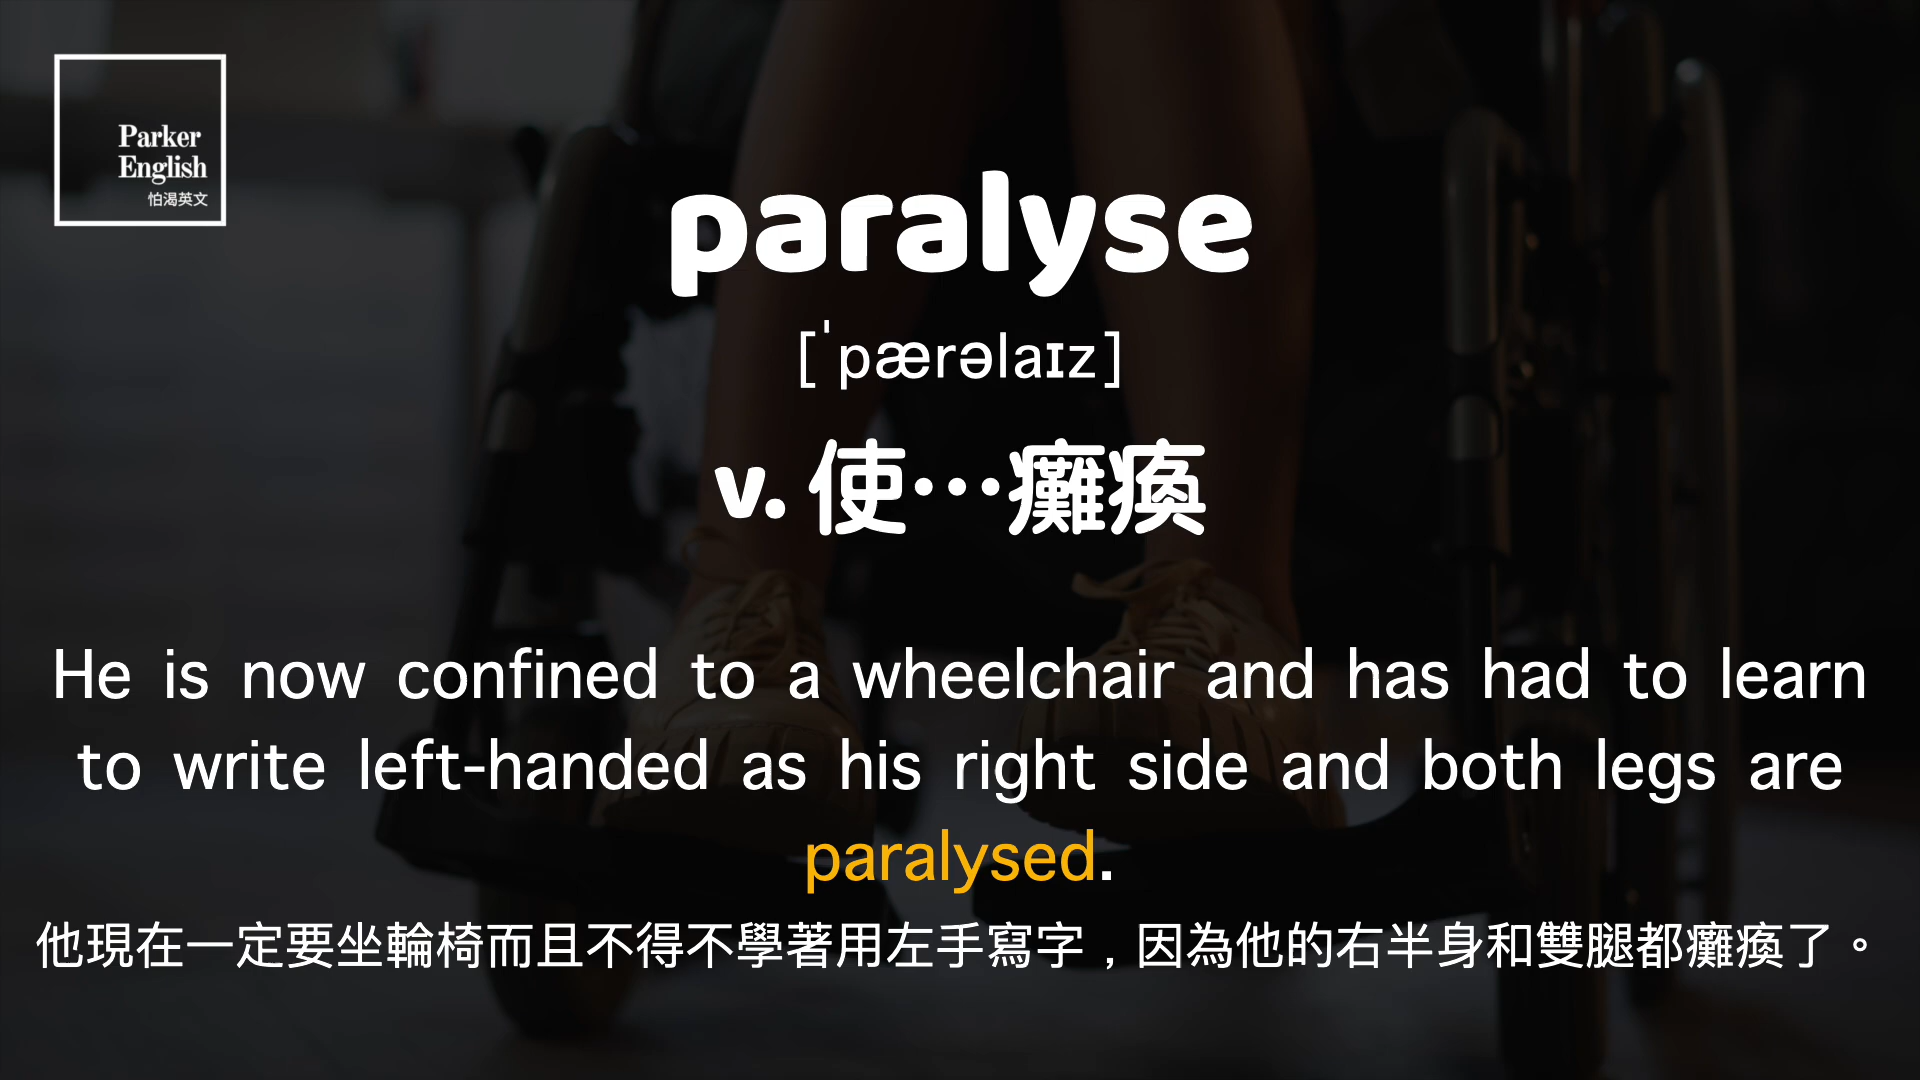 Parker
English
怕渴英文
paralyse
[ˈpærəlaɪz]
v. 使…癱瘓
He is now confined to a wheelchair and has had to learn
to write left-handed as his right side and both legs are
paralysed.
他現在一定要坐輪椅而且不得不學著用左手寫字，因為他的右半身和雙腿都癱瘓了。